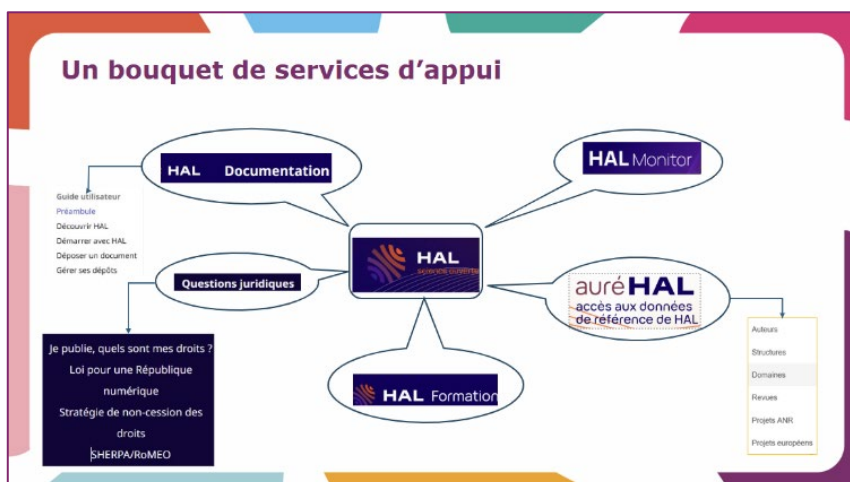 Un bouquet de services d'appui
HAL Documentation
HAL Monitor
Guide utilisateur
Préambule
Découvrir HAL
Démarrer avec HAL
Déposer un document
Gérer ses dépôts
HAL
science ouverte
Questions juridiques
auréHAL
accès aux données
de référence de HAL
Je publie, quels sont mes droits ?
Loi pour une République
numérique
Stratégie de non-cession des
droits
SHERPA/RoMEO
HAL Formation
Auteurs
Structures
Domaines
Revues
Projets ANR
Projets européens